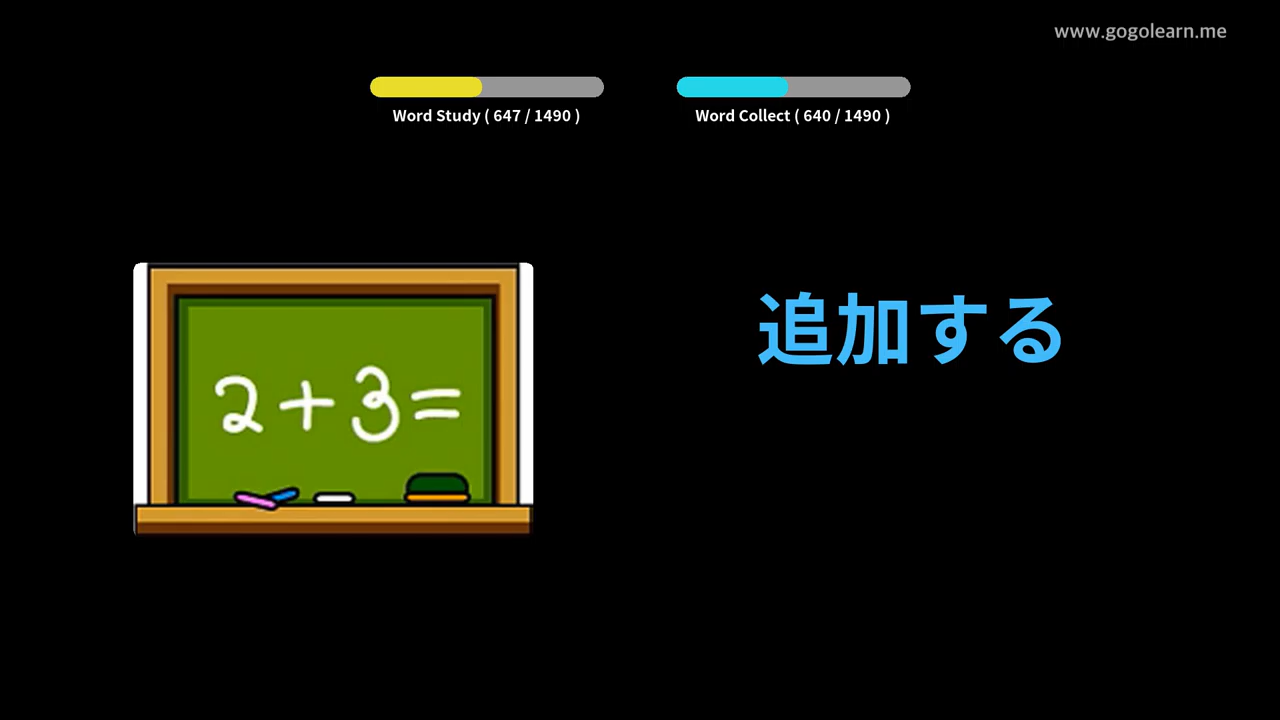 www.gogolearn.me
Word Study ( 647 / 1490 )
Word Collect ( 640 / 1490 )
追加する
2+3=